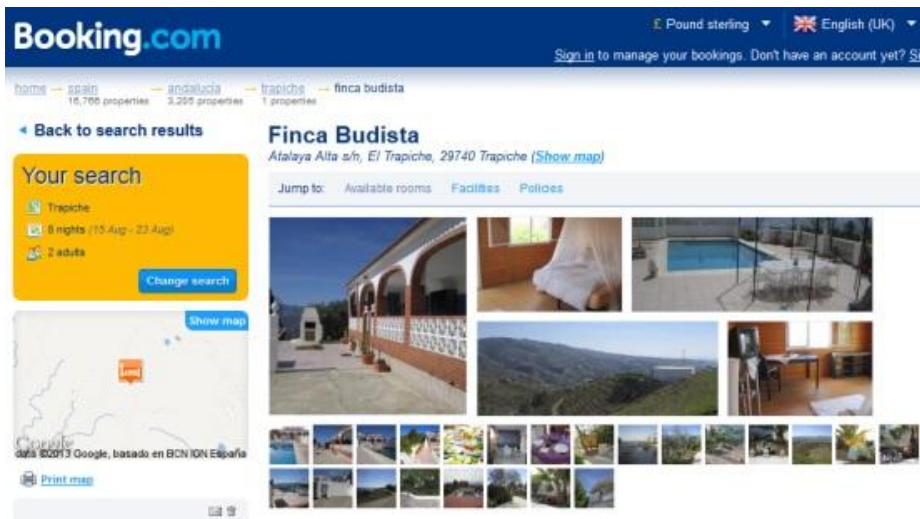 Booking.com
£ Pound sterling
English (UK)
Sign in to manage your bookings. Don't have an account yet?
home → spain → andalucia → trapiche → finca budista
16,766 properties 3,205 properties 1 properties
Back to search results
Your search
Trapiche
8 nights (15 Aug - 23 Aug)
2 adults
Change search
Show map
Google
data ©2013 Google, basado en BCN IGN España
Print map
Finca Budista
Atalaya Alta s/n, El Trapiche, 29740 Trapiche (Show map)
Jump to: Available rooms Facilities Policies